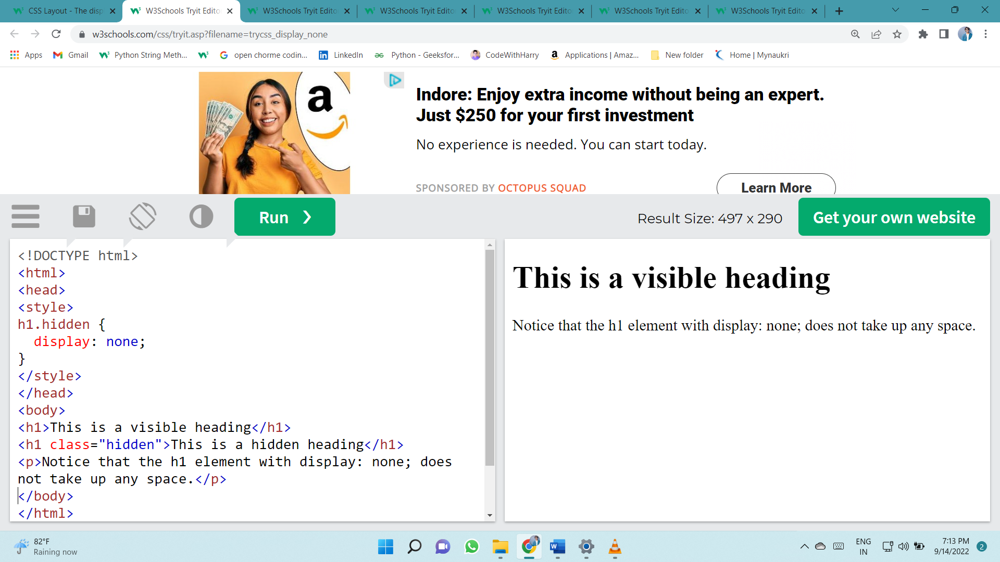 CSS Layout - The disp
W3Schools Tryit Edito
W3Schools Tryit Edito
W3Schools Tryit Edito
W3Schools Tryit Edito
W3Schools Tryit Edito
W3Schools Tryit Edito
w3schools.com/css/tryit.asp?filename=trycss_display_none
Apps
Gmail
Python String Meth...
open chorme codin...
LinkedIn
Python - Geeksfor...
CodeWithHarry
Applications | Amaz...
New folder
Home | Mynaukri
Indore: Enjoy extra income without being an expert.
Just $250 for your first investment
No experience is needed. You can start today.
SPONSORED BY OCTOPUS SQUAD
Learn More
Run ❯
Result Size: 497 x 290
Get your own website
<!DOCTYPE html>
<html>
<head>
<style>
h1.hidden {
  display: none;
}
</style>
</head>
<body>
<h1>This is a visible heading</h1>
<h1 class="hidden">This is a hidden heading</h1>
<p>Notice that the h1 element with display: none; does
not take up any space.</p>
</body>
</html>
This is a visible heading
Notice that the h1 element with display: none; does not take up any space.
82°F
Raining now
ENG
IN
7:13 PM
9/14/2022
2